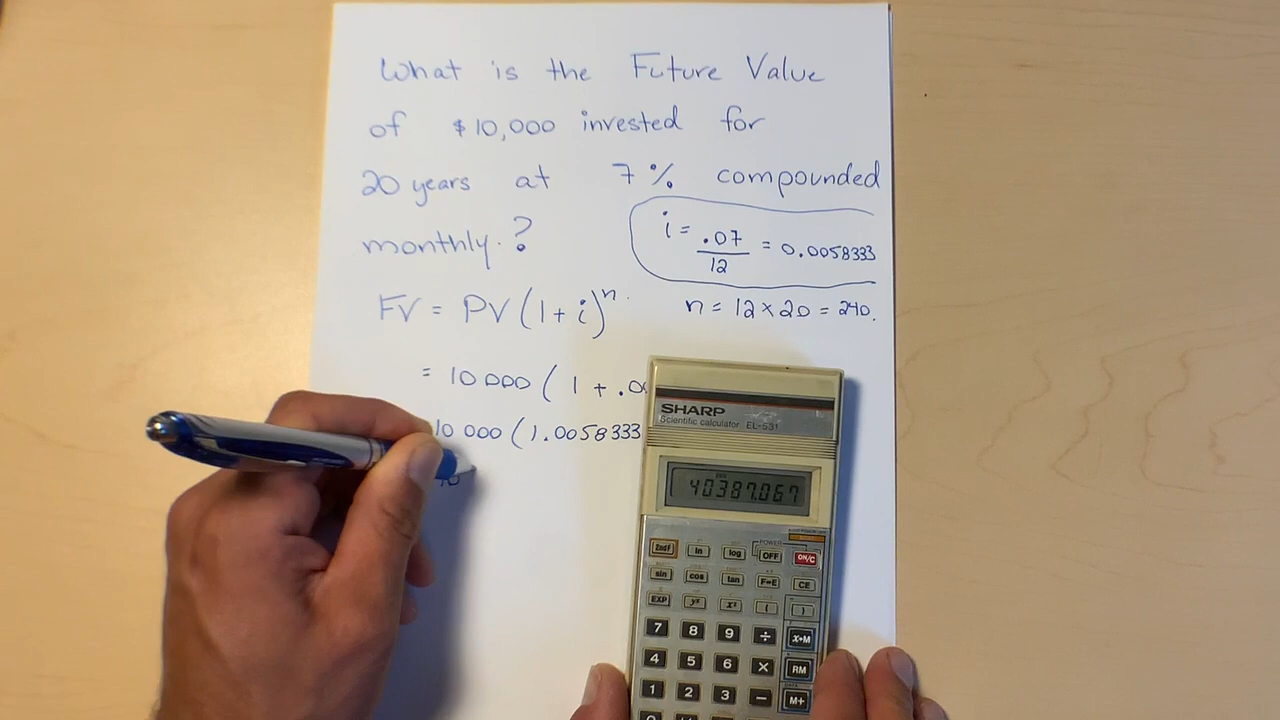 What is the Future Value
of $10,000 invested for
20 years at 7% compounded
monthly.?
i = .07/12 = 0.0058333
FV = PV(1+i)^n.
n = 12×20 = 240.
= 10 000 ( 1 + .0
10 000 (1.0058333
10
SHARP
Scientific calculator EL-531
40387.067
2ndF ln log POWER OFF ON/C
sin cos tan F↔E CE
EXP yˣ x² ( )
7 8 9 ÷ X→M
4 5 6 × RM
1 2 3 − M+